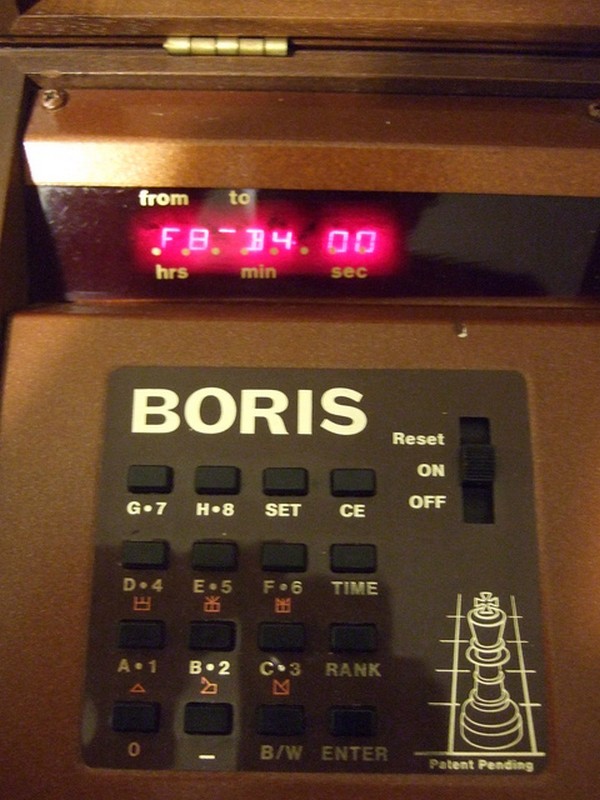 from to
F8-B4 00
hrs min sec
BORIS
Reset
ON
OFF
G•7 H•8 SET CE
D•4 E•5 F•6 TIME
A•1 B•2 C•3 RANK
0 — B/W ENTER
Patent Pending